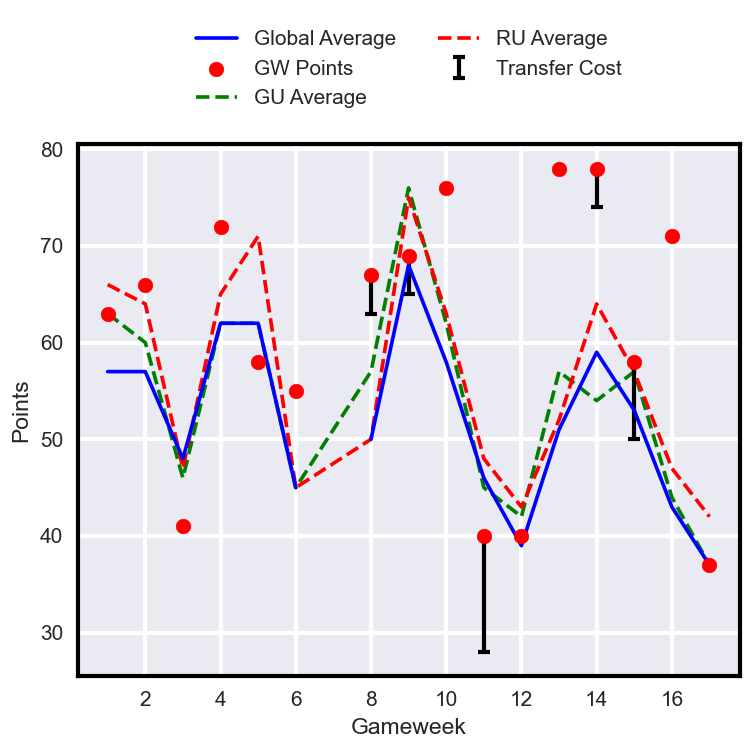 Global Average
GW Points
GU Average
RU Average
Transfer Cost
80
70
60
50
40
30
Points
2 4 6 8 10 12 14 16
Gameweek